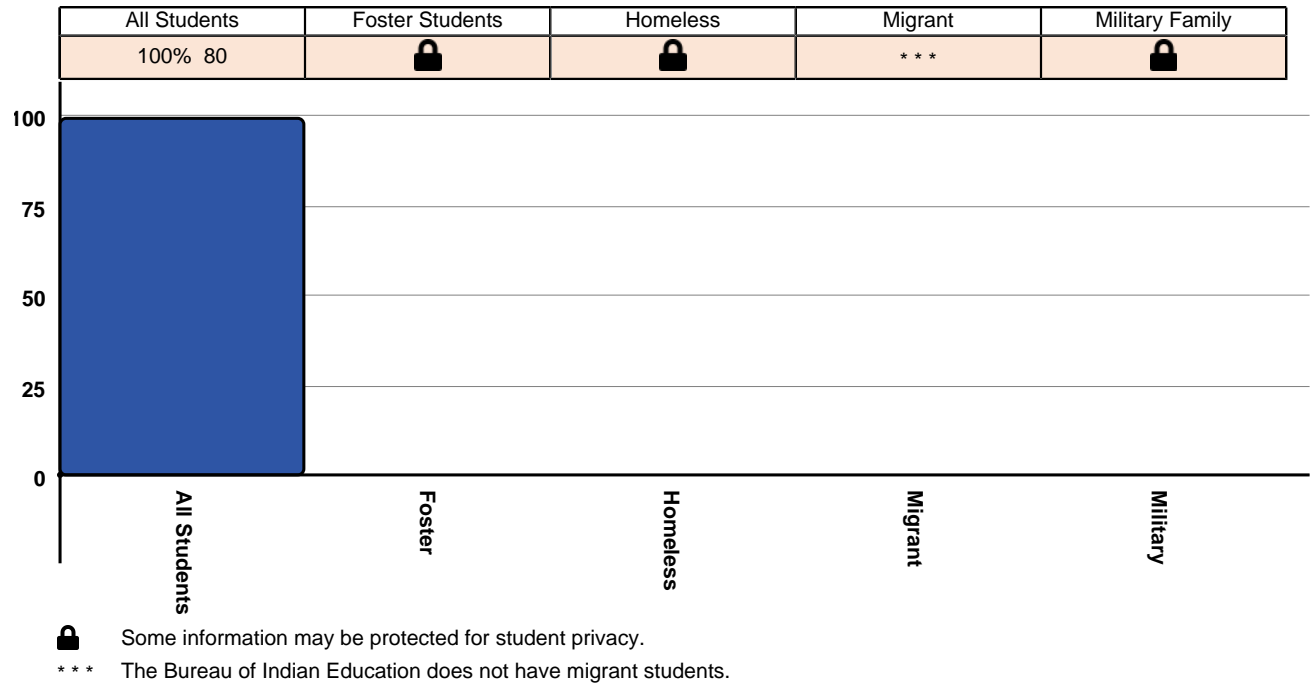 All Students Foster Students Homeless Migrant Military Family
100% 80 * * *
100
75
50
25
0
All Students
Foster
Homeless
Migrant
Military
Some information may be protected for student privacy.
* * * The Bureau of Indian Education does not have migrant students.